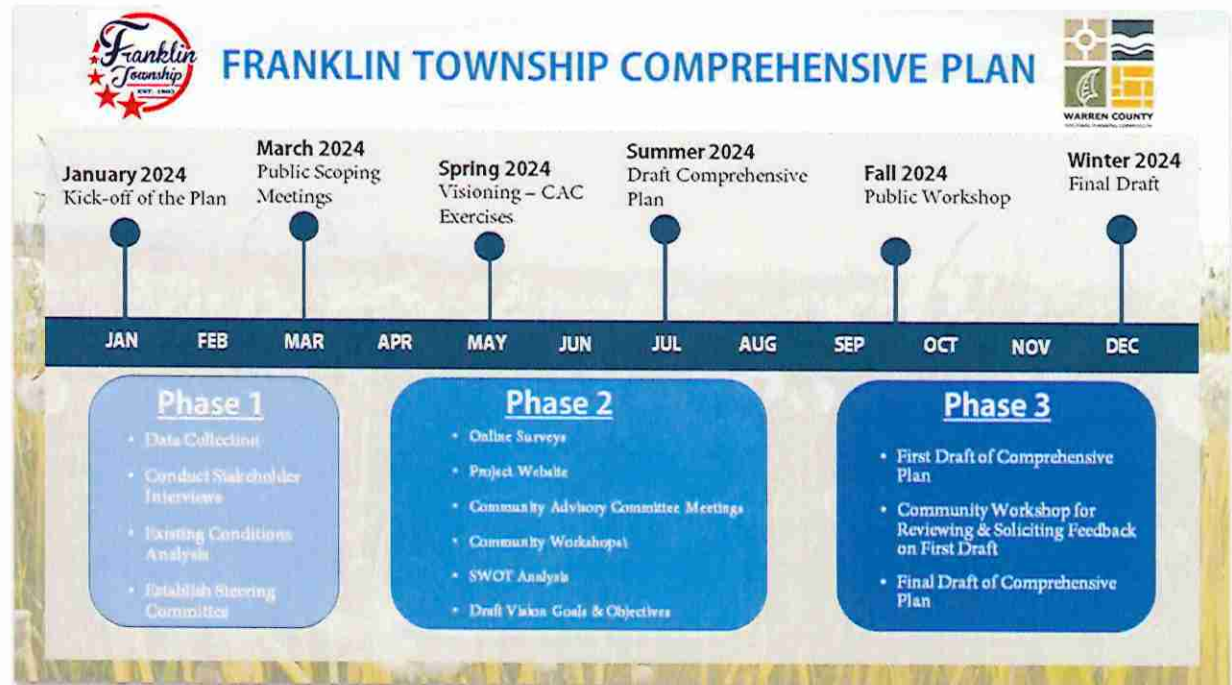 Franklin
Township
FRANKLIN TOWNSHIP COMPREHENSIVE PLAN
WARREN COUNTY
January 2024
Kick-off of the Plan
March 2024
Public Scoping
Meetings
Spring 2024
Visioning – CAC
Exercises
Summer 2024
Draft Comprehensive
Plan
Fall 2024
Public Workshop
Winter 2024
Final Draft
JAN FEB MAR APR MAY JUN JUL AUG SEP OCT NOV DEC
Phase 1
• Data Collection
• Conduct Stakeholder
Interviews
• Existing Conditions
Analysis
• Establish Steering
Committee
Phase 2
• Online Surveys
• Project Website
• Community Advisory Committee Meetings
• Community Workshops
• SWOT Analysis
• Draft Vision Goals & Objectives
Phase 3
• First Draft of Comprehensive
Plan
• Community Workshop for
Reviewing & Soliciting Feedback
on First Draft
• Final Draft of Comprehensive
Plan